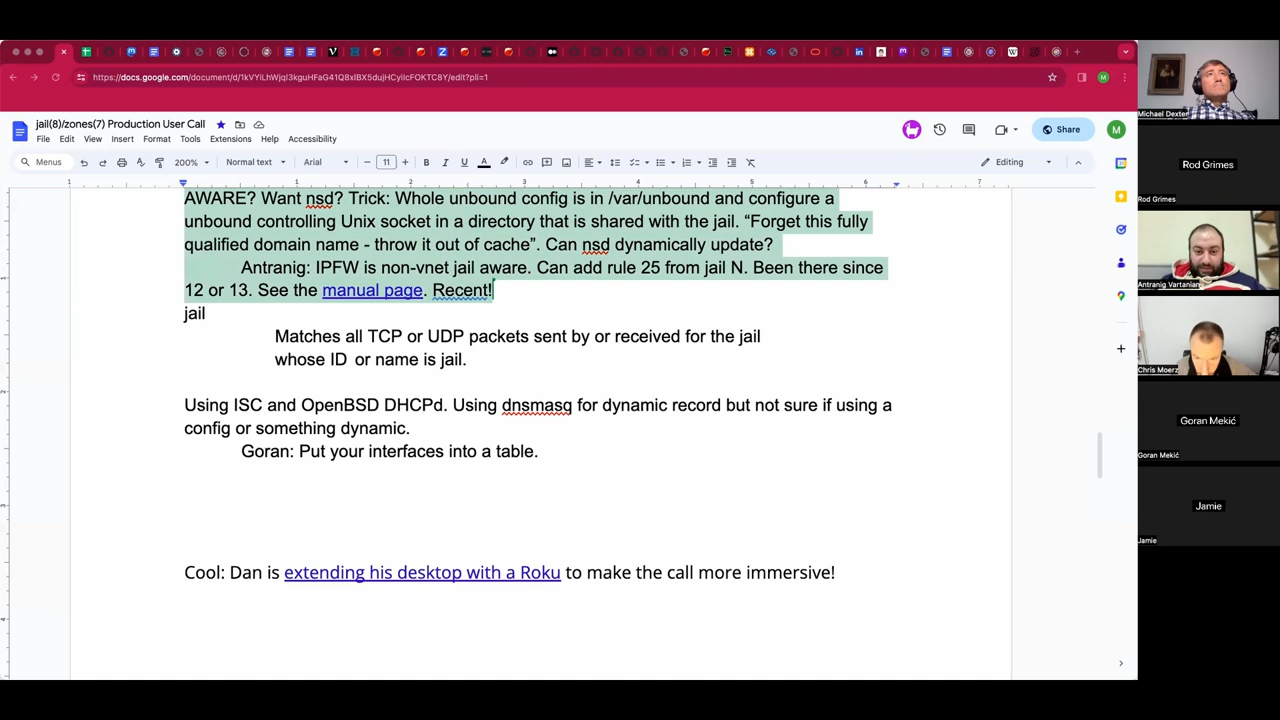 https://docs.google.com/document/d/1kVYiLhWjqI3kguHFaG41Q8xIBX5dujHCyiIcFOKTC8Y/edit?pli=1
jail(8)/zones(7) Production User Call
File Edit View Insert Format Tools Extensions Help Accessibility
Share
M
Menus 200% Normal text Arial 11 B I U A Editing
1 1 2 3 4 5 6 7
AWARE? Want nsd? Trick: Whole unbound config is in /var/unbound and configure a
unbound controlling Unix socket in a directory that is shared with the jail. “Forget this fully
qualified domain name - throw it out of cache”. Can nsd dynamically update?
Antranig: IPFW is non-vnet jail aware. Can add rule 25 from jail N. Been there since
12 or 13. See the manual page. Recent!
jail
Matches all TCP or UDP packets sent by or received for the jail
whose ID or name is jail.
Using ISC and OpenBSD DHCPd. Using dnsmasq for dynamic record but not sure if using a
config or something dynamic.
Goran: Put your interfaces into a table.
Cool: Dan is extending his desktop with a Roku to make the call more immersive!
Michael Dexter
Rod Grimes
Rod Grimes
Antranig Vartanian
Chris Moerz
Goran Mekić
Goran Mekić
Jamie
Jamie